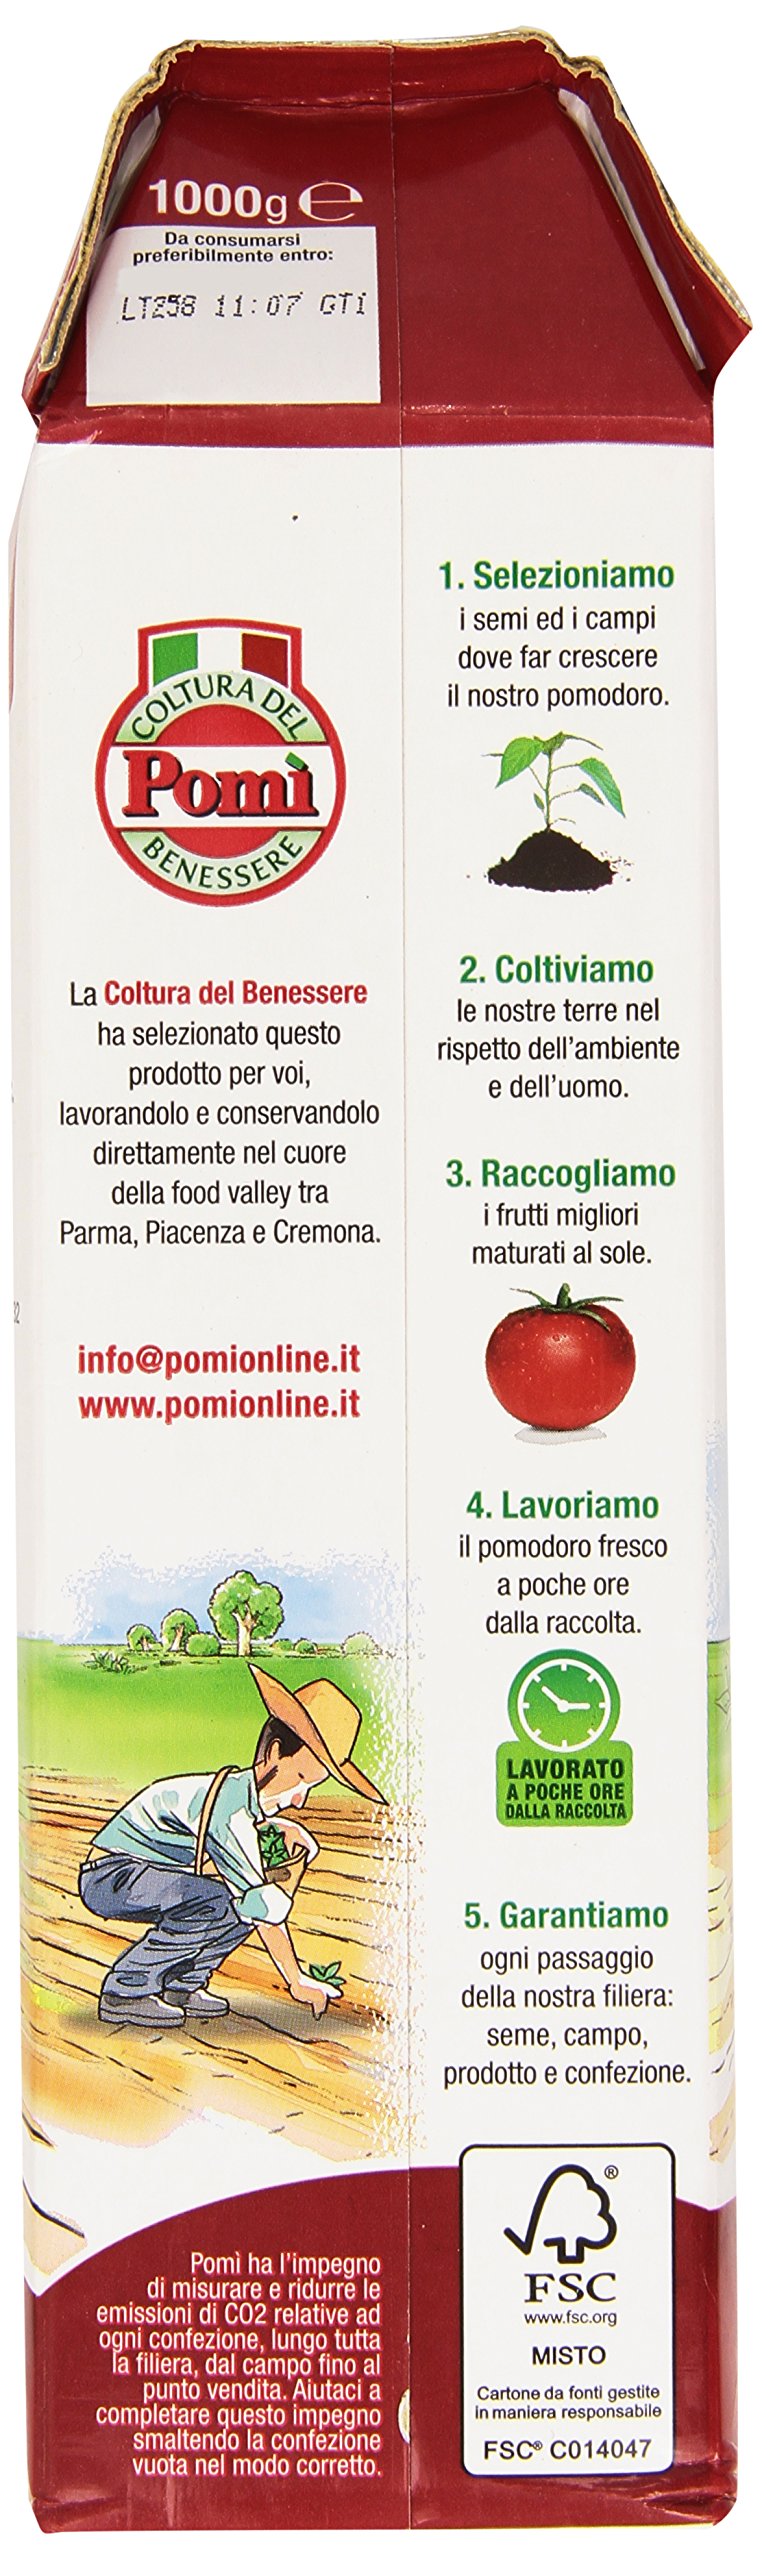 1000g ℮
Da consumarsi
preferibilmente entro:
LT258 11:07 GT1
COLTURA DEL
Pomì
BENESSERE
La Coltura del Benessere
ha selezionato questo
prodotto per voi,
lavorandolo e conservandolo
direttamente nel cuore
della food valley tra
Parma, Piacenza e Cremona.
info@pomionline.it
www.pomionline.it
Pomì ha l'impegno
di misurare e ridurre le
emissioni di CO2 relative ad
ogni confezione, lungo tutta
la filiera, dal campo fino al
punto vendita. Aiutaci a
completare questo impegno
smaltendo la confezione
vuota nel modo corretto.
1. Selezioniamo
i semi ed i campi
dove far crescere
il nostro pomodoro.
2. Coltiviamo
le nostre terre nel
rispetto dell'ambiente
e dell'uomo.
3. Raccogliamo
i frutti migliori
maturati al sole.
4. Lavoriamo
il pomodoro fresco
a poche ore
dalla raccolta.
LAVORATO
A POCHE ORE
DALLA RACCOLTA
5. Garantiamo
ogni passaggio
della nostra filiera:
seme, campo,
prodotto e confezione.
®
FSC
www.fsc.org
MISTO
Cartone da fonti gestite
in maniera responsabile
FSC® C014047